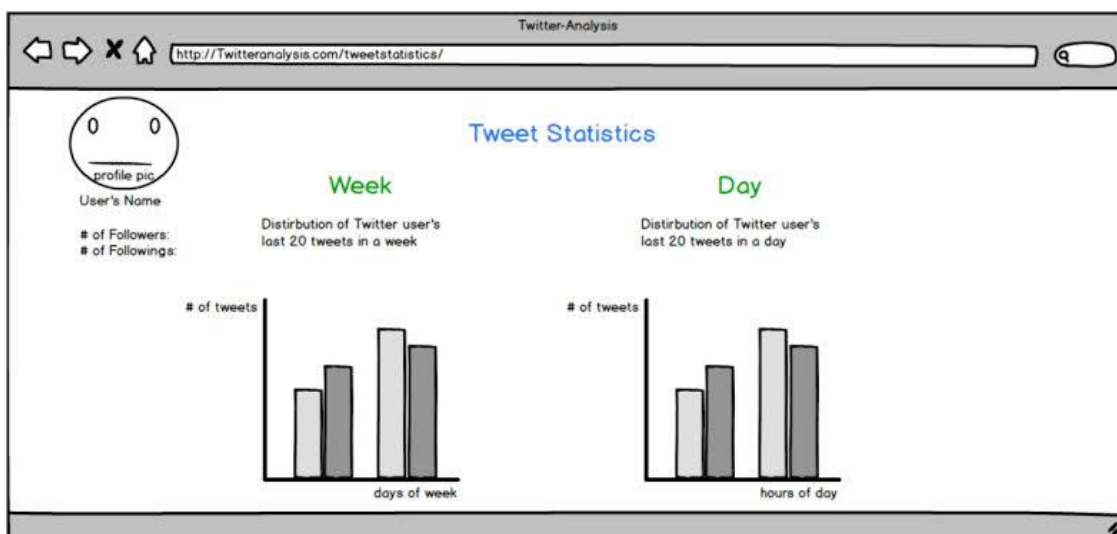 Twitter-Analysis
http://Twitteranalysis.com/tweetstatistics/
Tweet Statistics
profile pic
User's Name
# of Followers:
# of Followings:
Week
Distirbution of Twitter user's
last 20 tweets in a week
# of tweets
days of week
Day
Distirbution of Twitter user's
last 20 tweets in a day
# of tweets
hours of day